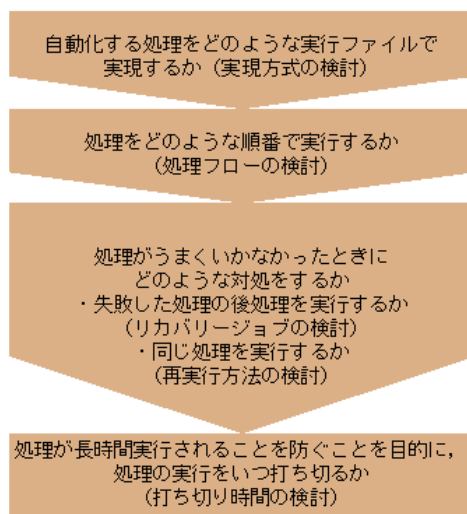 自動化する処理をどのような実行ファイルで
実現するか（実現方式の検討）
処理をどのような順番で実行するか
（処理フローの検討）
処理がうまくいかなかったときに
どのような対処をするか
・失敗した処理の後処理を実行するか
（リカバリージョブの検討）
・同じ処理を実行するか
（再実行方法の検討）
処理が長時間実行されることを防ぐことを目的に，
処理の実行をいつ打ち切るか
（打ち切り時間の検討）